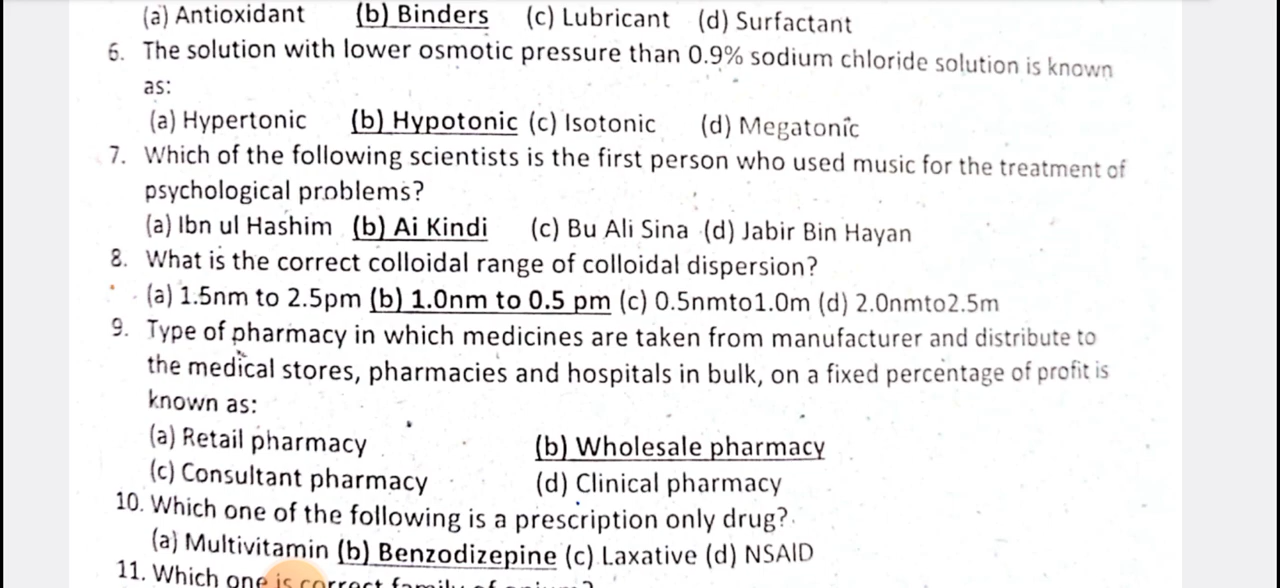 (a) Antioxidant (b) Binders (c) Lubricant (d) Surfactant
6. The solution with lower osmotic pressure than 0.9% sodium chloride solution is known
as:
(a) Hypertonic (b) Hypotonic (c) Isotonic (d) Megatonic
7. Which of the following scientists is the first person who used music for the treatment of
psychological problems?
(a) Ibn ul Hashim (b) Ai Kindi (c) Bu Ali Sina (d) Jabir Bin Hayan
8. What is the correct colloidal range of colloidal dispersion?
(a) 1.5nm to 2.5pm (b) 1.0nm to 0.5 pm (c) 0.5nmto1.0m (d) 2.0nmto2.5m
9. Type of pharmacy in which medicines are taken from manufacturer and distribute to
the medical stores, pharmacies and hospitals in bulk, on a fixed percentage of profit is
known as:
(a) Retail pharmacy (b) Wholesale pharmacy
(c) Consultant pharmacy (d) Clinical pharmacy
10. Which one of the following is a prescription only drug?
(a) Multivitamin (b) Benzodizepine (c) Laxative (d) NSAID
11. Which one is correct family of